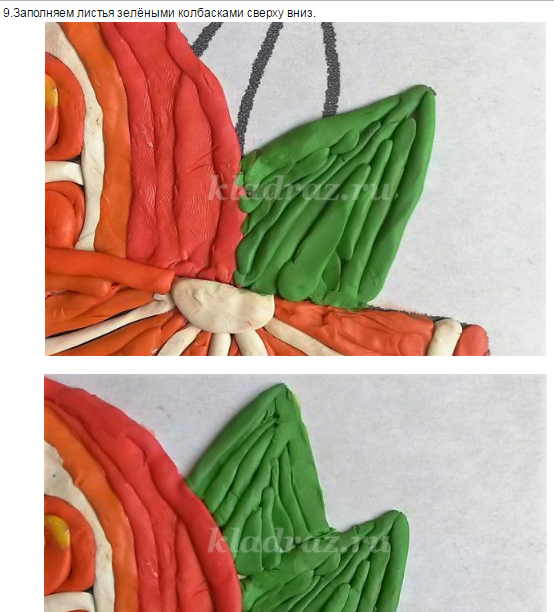 9.Заполняем листья зелёными колбасками сверху вниз.
kladraz.ru
kladraz.ru